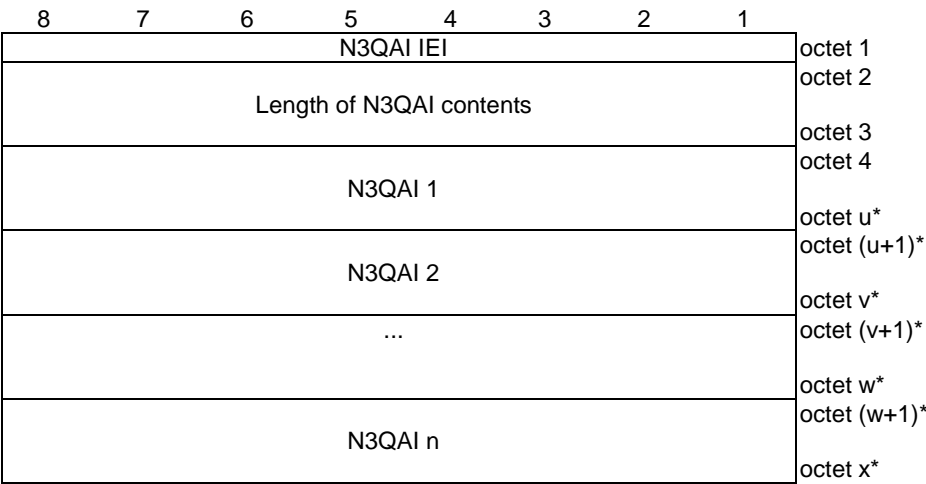 8 7 6 5 4 3 2 1
N3QAI IEI octet 1
octet 2
Length of N3QAI contents
octet 3
octet 4
N3QAI 1
octet u*
octet (u+1)*
N3QAI 2
octet v*
... octet (v+1)*
octet w*
octet (w+1)*
N3QAI n
octet x*